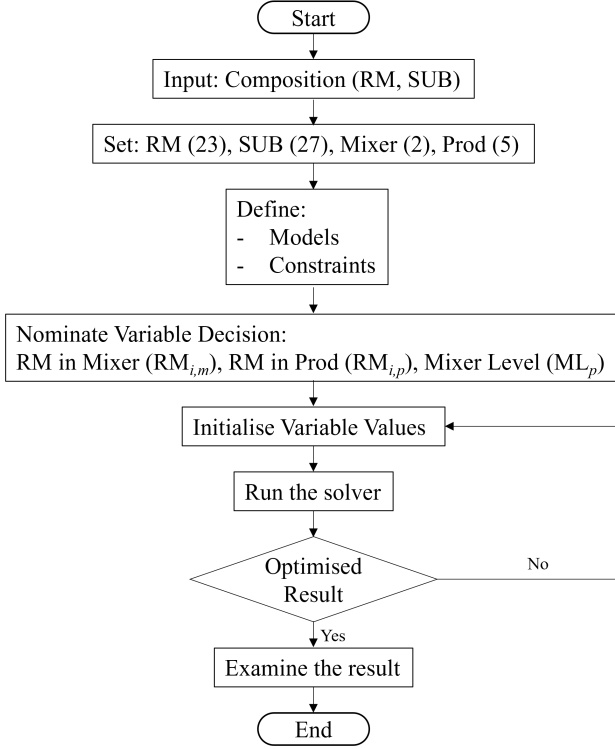 Start
Input: Composition (RM, SUB)
Set: RM (23), SUB (27), Mixer (2), Prod (5)
Define:
- Models
- Constraints
Nominate Variable Decision:
RM in Mixer (RMi,m), RM in Prod (RMi,p), Mixer Level (MLp)
Initialise Variable Values
Run the solver
Optimised
Result
No
Yes
Examine the result
End